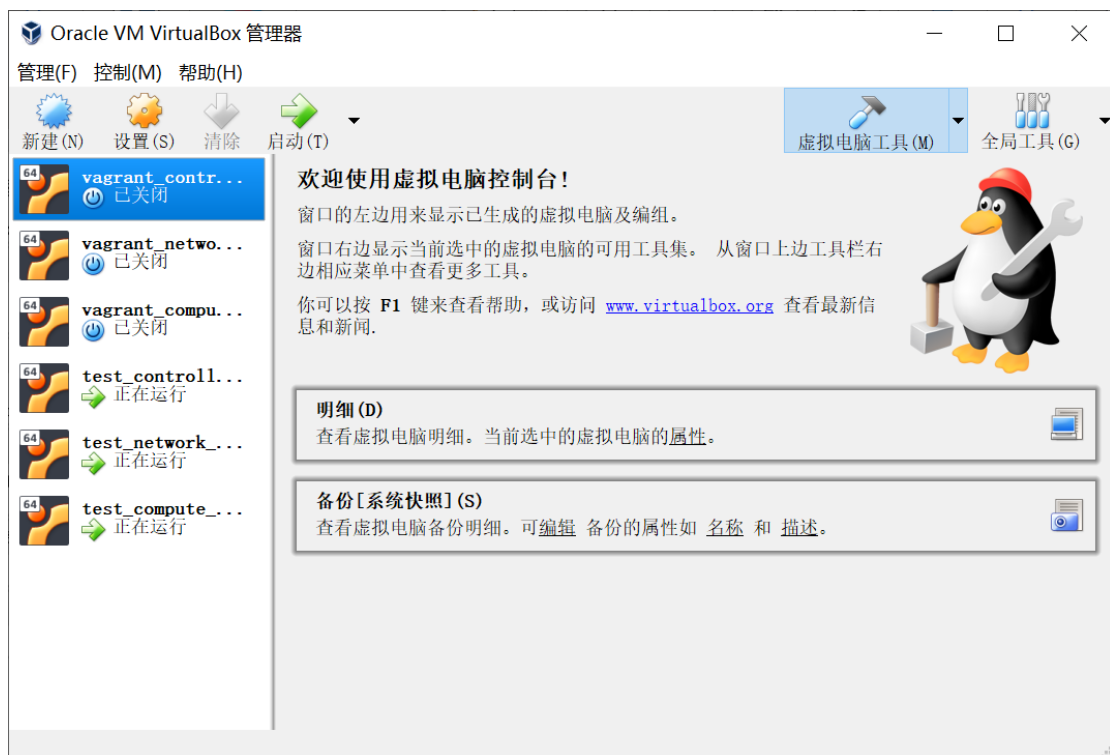 Oracle VM VirtualBox 管理器
管理(F) 控制(M) 帮助(H)
新建(N) 设置(S) 清除 启动(T) 虚拟电脑工具(M) 全局工具(G)
64 vagrant_contr...
已关闭
64 vagrant_netwo...
已关闭
64 vagrant_compu...
已关闭
64 test_controll...
正在运行
64 test_network_...
正在运行
64 test_compute_...
正在运行
欢迎使用虚拟电脑控制台!
窗口的左边用来显示已生成的虚拟电脑及编组。
窗口右边显示当前选中的虚拟电脑的可用工具集。 从窗口上边工具栏右
边相应菜单中查看更多工具。
你可以按 F1 键来查看帮助，或访问 www.virtualbox.org 查看最新信
息和新闻.
明细(D)
查看虚拟电脑明细。当前选中的虚拟电脑的属性。
备份[系统快照](S)
查看虚拟电脑备份明细。可编辑 备份的属性如 名称 和 描述。